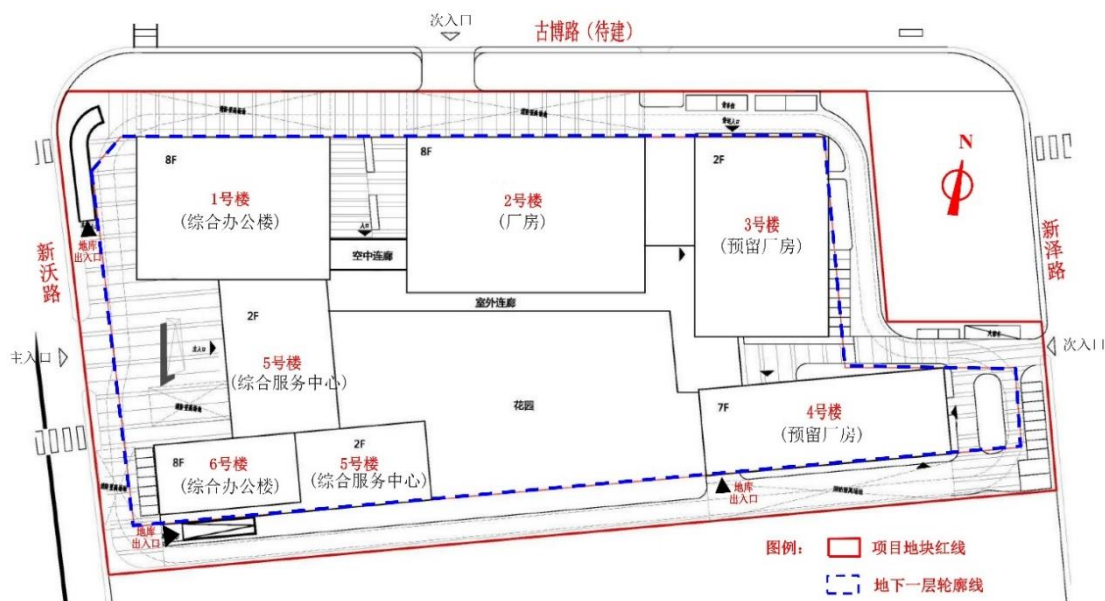 次入口
古博路（待建）
8F
1号楼
（综合办公楼）
8F
2号楼
（厂房）
2F
3号楼
（预留厂房）
N
新沃路
新泽路
地库
出入口
入口
空中连廊
室外连廊
主入口
次入口
主入口
2F
5号楼
（综合服务中心）
花园
7F
4号楼
（预留厂房）
8F
6号楼
（综合办公楼）
2F
5号楼
（综合服务中心）
地库
出入口
地库
出入口
图例：
项目地块红线
地下一层轮廓线